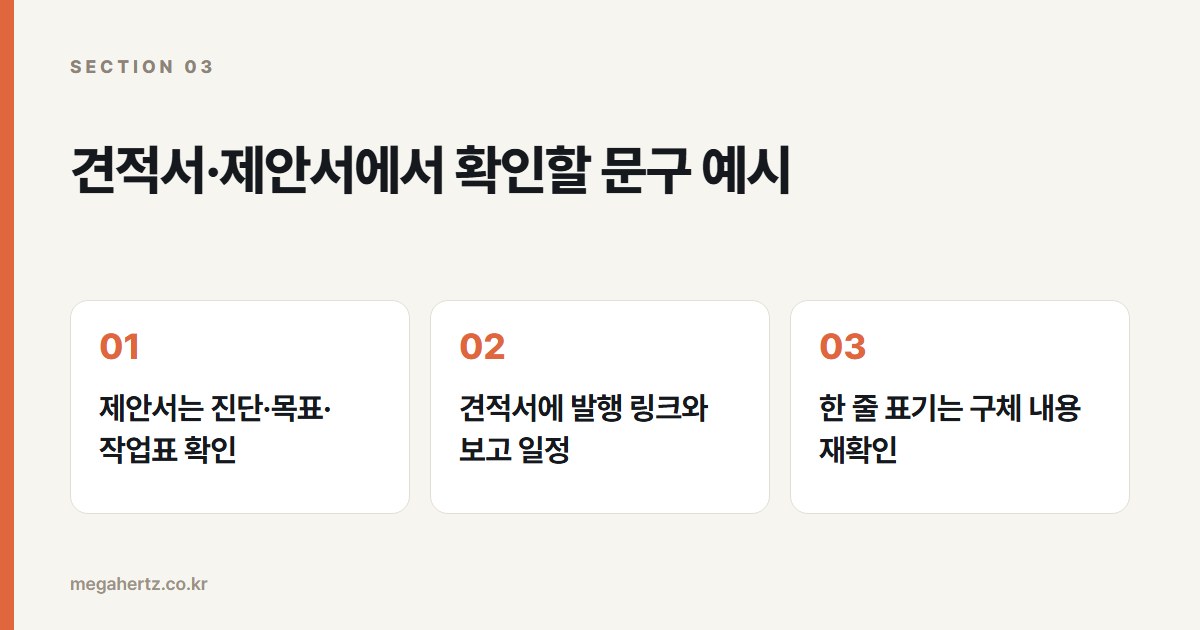 SECTION 03
견적서·제안서에서 확인할 문구 예시
01
제안서는 진단·목표·
작업표 확인
02
견적서에 발행 링크와
보고 일정
03
한 줄 표기는 구체 내용
재확인
megahertz.co.kr